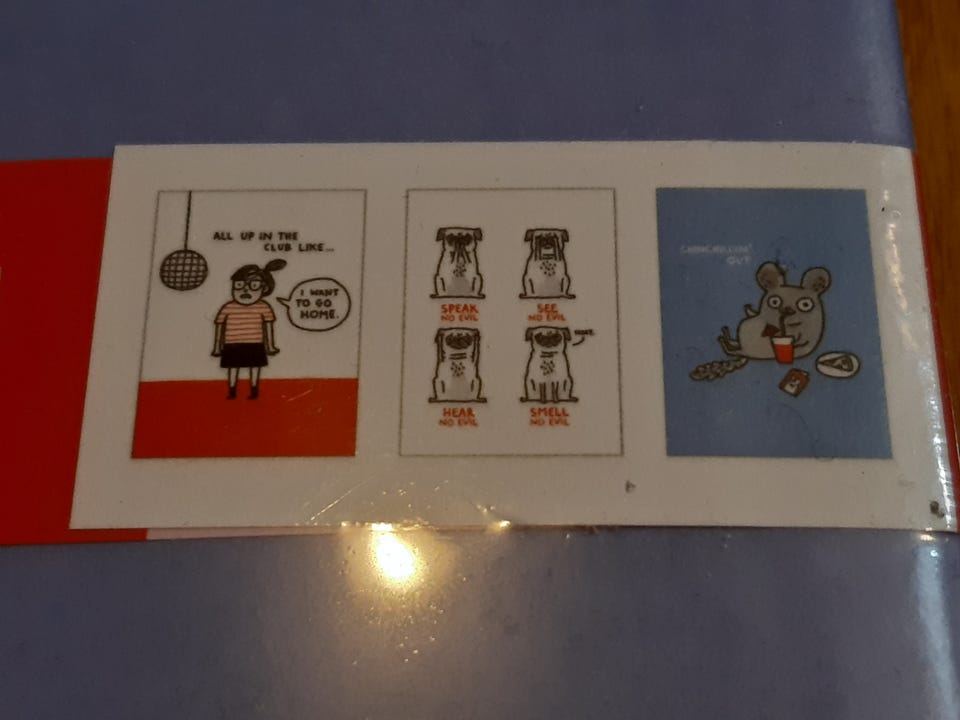 ALL UP IN THE
CLUB LIKE...
I WANT
TO GO
HOME.
SPEAK
NO EVIL
SEE
NO EVIL
HEAR
NO EVIL
SMELL
NO EVIL
OUT